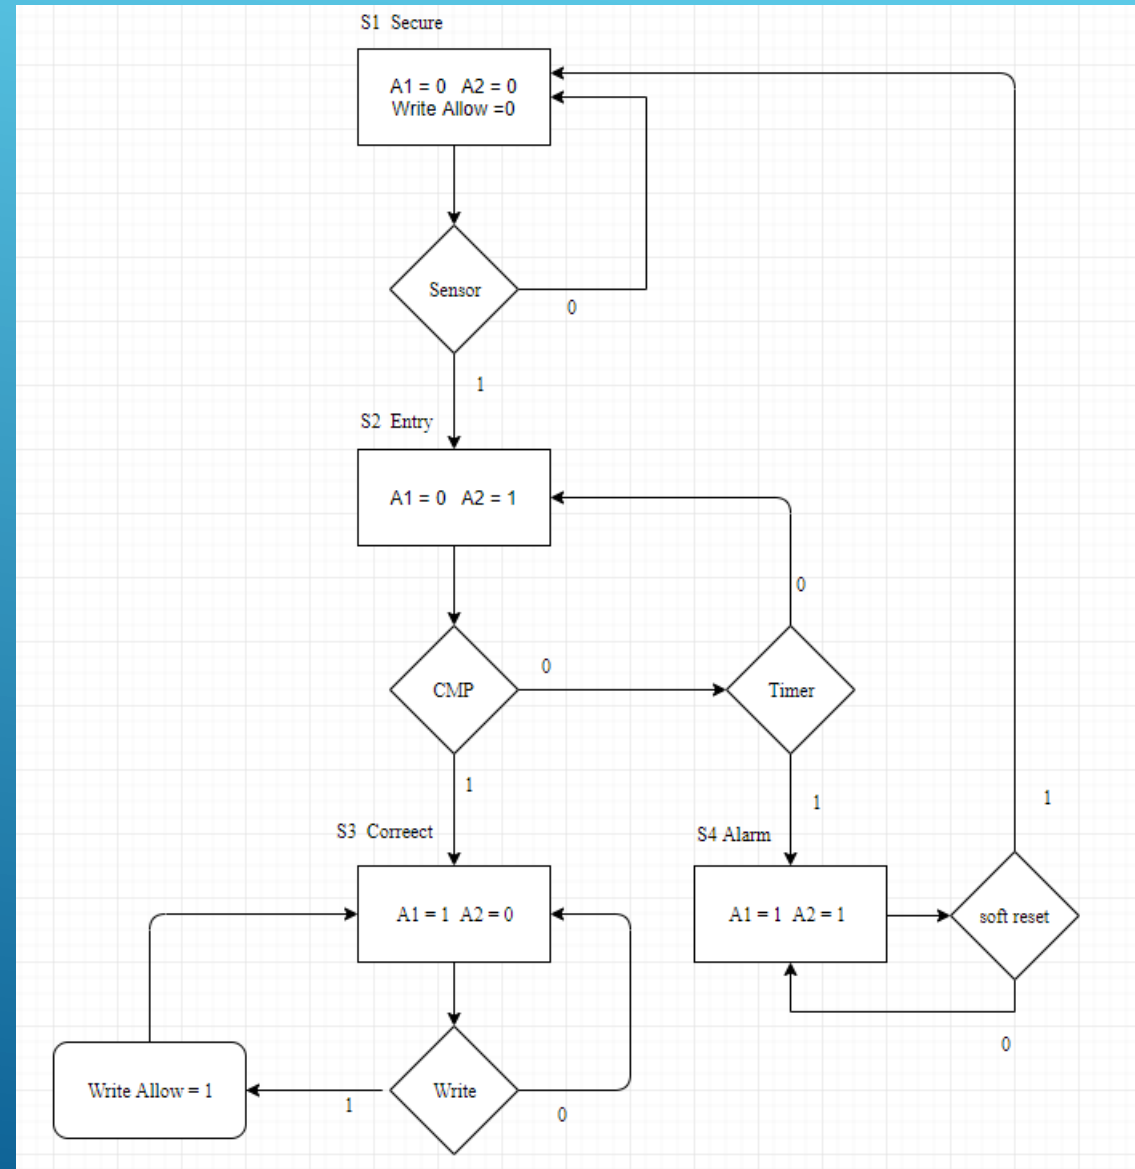 S1 Secure
A1 = 0 A2 = 0
Write Allow =0
Sensor
0
1
S2 Entry
A1 = 0 A2 = 1
0
CMP
0
Timer
1
1
1
S3 Correect
S4 Alarm
A1 = 1 A2 = 0
A1 = 1 A2 = 1
soft reset
0
Write Allow = 1
1
Write
0